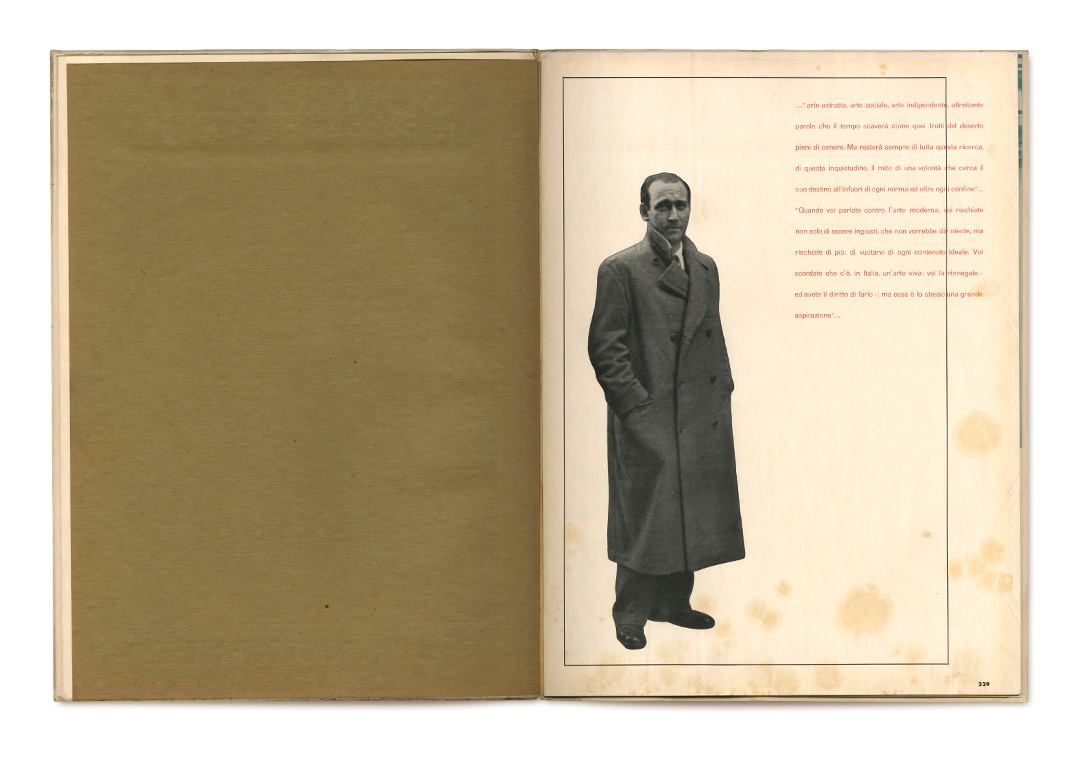 ..."arte astratta, arte sociale, arte indipendente, altrettante
parole che il tempo scaverà come quei frutti del deserto
pieni di cenere. Ma resterà sempre di tutta questa ricerca,
di questa inquietudine, il mito di una volontà che cerca il
suo destino all'infuori di ogni norma ed oltre ogni confine"...
"Quando voi parlate contro l'arte moderna, voi rischiate
non solo di essere ingiusti, che non vorrebbe dir niente, ma
rischiate di più: di vuotarvi di ogni contenuto ideale. Voi
scordate che c'è, in Italia, un'arte viva: voi la rinnegate -
ed avete il diritto di farlo -: ma essa è lo stesso una grande
aspirazione"...
229